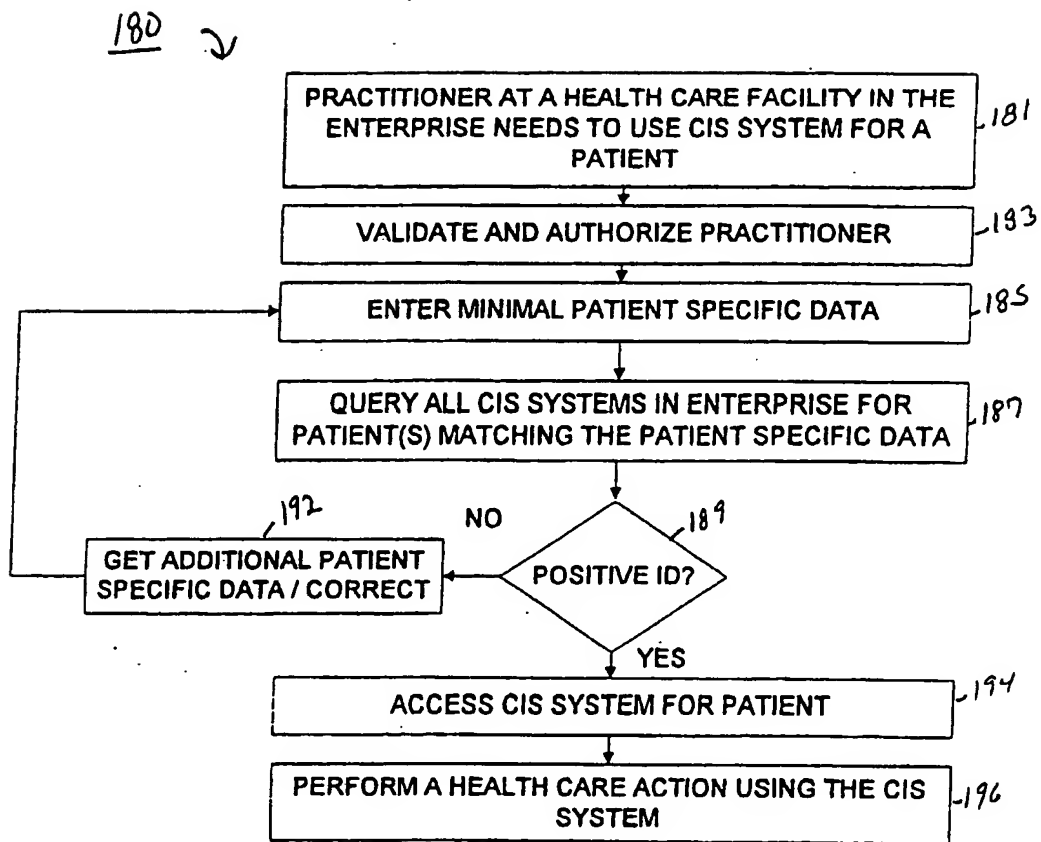 180
PRACTITIONER AT A HEALTH CARE FACILITY IN THE
ENTERPRISE NEEDS TO USE CIS SYSTEM FOR A
PATIENT
181
VALIDATE AND AUTHORIZE PRACTITIONER
183
ENTER MINIMAL PATIENT SPECIFIC DATA
185
QUERY ALL CIS SYSTEMS IN ENTERPRISE FOR
PATIENT(S) MATCHING THE PATIENT SPECIFIC DATA
187
192
NO
189
GET ADDITIONAL PATIENT
SPECIFIC DATA / CORRECT
POSITIVE ID?
YES
ACCESS CIS SYSTEM FOR PATIENT
194
PERFORM A HEALTH CARE ACTION USING THE CIS
SYSTEM
196